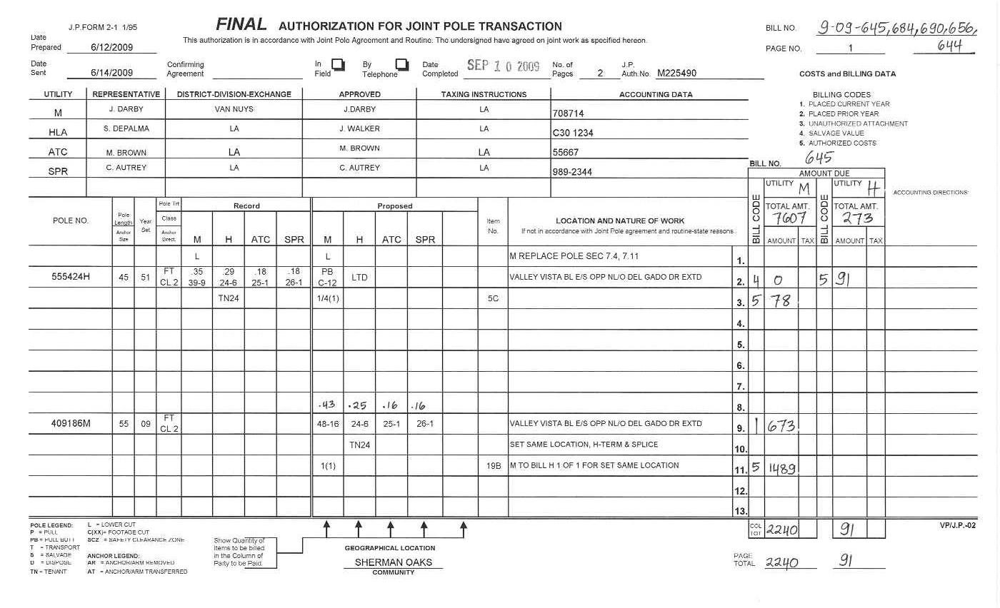 J.P.FORM 2-1 1/95
FINAL AUTHORIZATION FOR JOINT POLE TRANSACTION
This authorization is in accordance with Joint Pole Agreement and Routine. The undersigned have agreed on joint work as specified hereon.
BILL NO. 9-09-645,684,690,656,
644
PAGE NO. 1
Date Prepared 6/12/2009
Date Sent 6/14/2009
Confirming Agreement
In Field
By Telephone
Date Completed SEP 10 2009
No. of Pages 2
J.P. Auth.No. M225490
COSTS and BILLING DATA
BILLING CODES
1. PLACED CURRENT YEAR
2. PLACED PRIOR YEAR
3. UNAUTHORIZED ATTACHMENT
4. SALVAGE VALUE
5. AUTHORIZED COSTS
UTILITY REPRESENTATIVE DISTRICT-DIVISION-EXCHANGE APPROVED TAXING INSTRUCTIONS ACCOUNTING DATA
M J. DARBY VAN NUYS J.DARBY LA 708714
HLA S. DEPALMA LA J. WALKER LA C30 1234
ATC M. BROWN LA M. BROWN LA 55667
SPR C. AUTREY LA C. AUTREY LA 989-2344
BILL NO. 645
AMOUNT DUE
BILL CODE UTILITY M BILL CODE UTILITY H
ACCOUNTING DIRECTIONS:
TOTAL AMT. 7607 TOTAL AMT. 273
AMOUNT TAX AMOUNT TAX
POLE NO. Pole Length Anchor Size Year Set Pole Trt Class Anchor Direct. Record Proposed Item No. LOCATION AND NATURE OF WORK
If not in accordance with Joint Pole agreement and routine-state reasons
M H ATC SPR M H ATC SPR
L L M REPLACE POLE SEC 7.4, 7.11 1.
555424H 45 51 FT CL 2 .35 39-9 .29 24-6 .18 25-1 .18 26-1 PB C-12 LTD VALLEY VISTA BL E/S OPP NL/O DEL GADO DR EXTD 2. 4 0 5 91
TN24 1/4(1) 5C 3. 5 78
4.
5.
6.
7.
.43 .25 .16 .16 8.
409186M 55 09 FT CL 2 48-16 24-6 25-1 26-1 VALLEY VISTA BL E/S OPP NL/O DEL GADO DR EXTD 9. 1 673
TN24 SET SAME LOCATION, H-TERM & SPLICE 10.
1(1) 19B M TO BILL H 1 OF 1 FOR SET SAME LOCATION 11. 5 1489
12.
13.
COL TOT 2240 91
VP/J.P.-02
PAGE TOTAL 2240 91
POLE LEGEND: L = LOWER CUT
P = PULL C(XX)= FOOTAGE CUT
PB = PULL BUTT SCZ = SAFETY CLEARANCE ZONE
T = TRANSPORT
S = SALVAGE ANCHOR LEGEND:
D = DISPOSE AR = ANCHOR/ARM REMOVED
TN = TENANT AT = ANCHOR/ARM TRANSFERRED
Show Quantity of
Items to be billed
in the Column of
Party to be Paid.
GEOGRAPHICAL LOCATION
SHERMAN OAKS
COMMUNITY